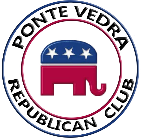 PONTE VEDRA
REPUBLICAN CLUB